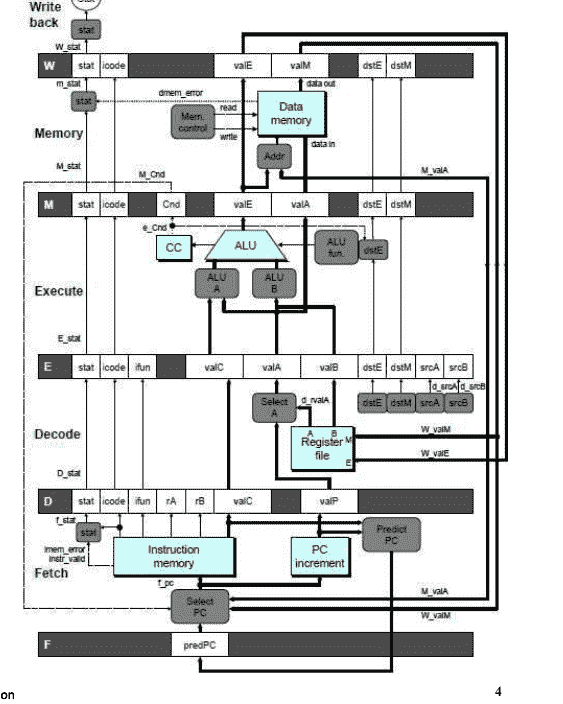 Stat
Write
back
stat
W_stat
W stat icode valE valM dstE dstM
m_stat
data out
stat
dmem_error
Data
memory
Mem.
control
read
write
Memory
data in
Addr
M_stat
M_Cnd
M_valA
M stat icode Cnd valE valA dstE dstM
e_Cnd
CC
ALU
ALU
fun.
dstE
ALU
A
ALU
B
Execute
E_stat
E stat icode ifun valC valA valB dstE dstM srcA srcB
d_srcA d_srcB
Select
A
d_rvalA
dstE dstM srcA srcB
A B
Register
file
M
E
W_valM
W_valE
Decode
D_stat
D stat icode ifun rA rB valC valP
f_stat
stat
Predict
PC
imem_error
instr_valid
Instruction
memory
PC
increment
Fetch
f_pc
Select
PC
M_valA
W_valM
F predPC
on
4